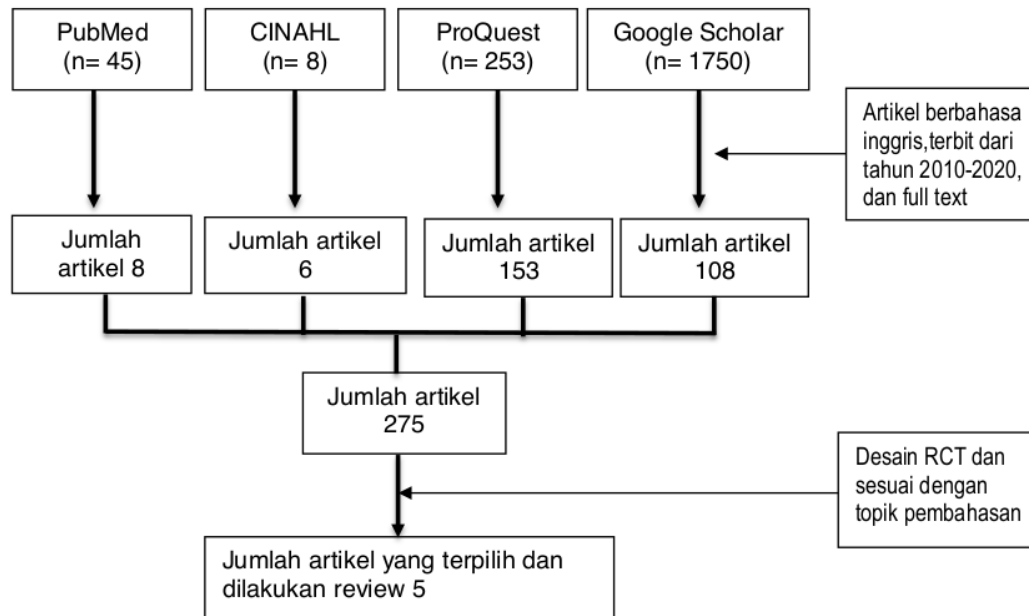 PubMed
(n= 45)
CINAHL
(n= 8)
ProQuest
(n= 253)
Google Scholar
(n= 1750)
Artikel berbahasa
inggris,terbit dari
tahun 2010-2020,
dan full text
Jumlah
artikel 8
Jumlah artikel
6
Jumlah artikel
153
Jumlah artikel
108
Jumlah artikel
275
Desain RCT dan
sesuai dengan
topik pembahasan
Jumlah artikel yang terpilih dan
dilakukan review 5